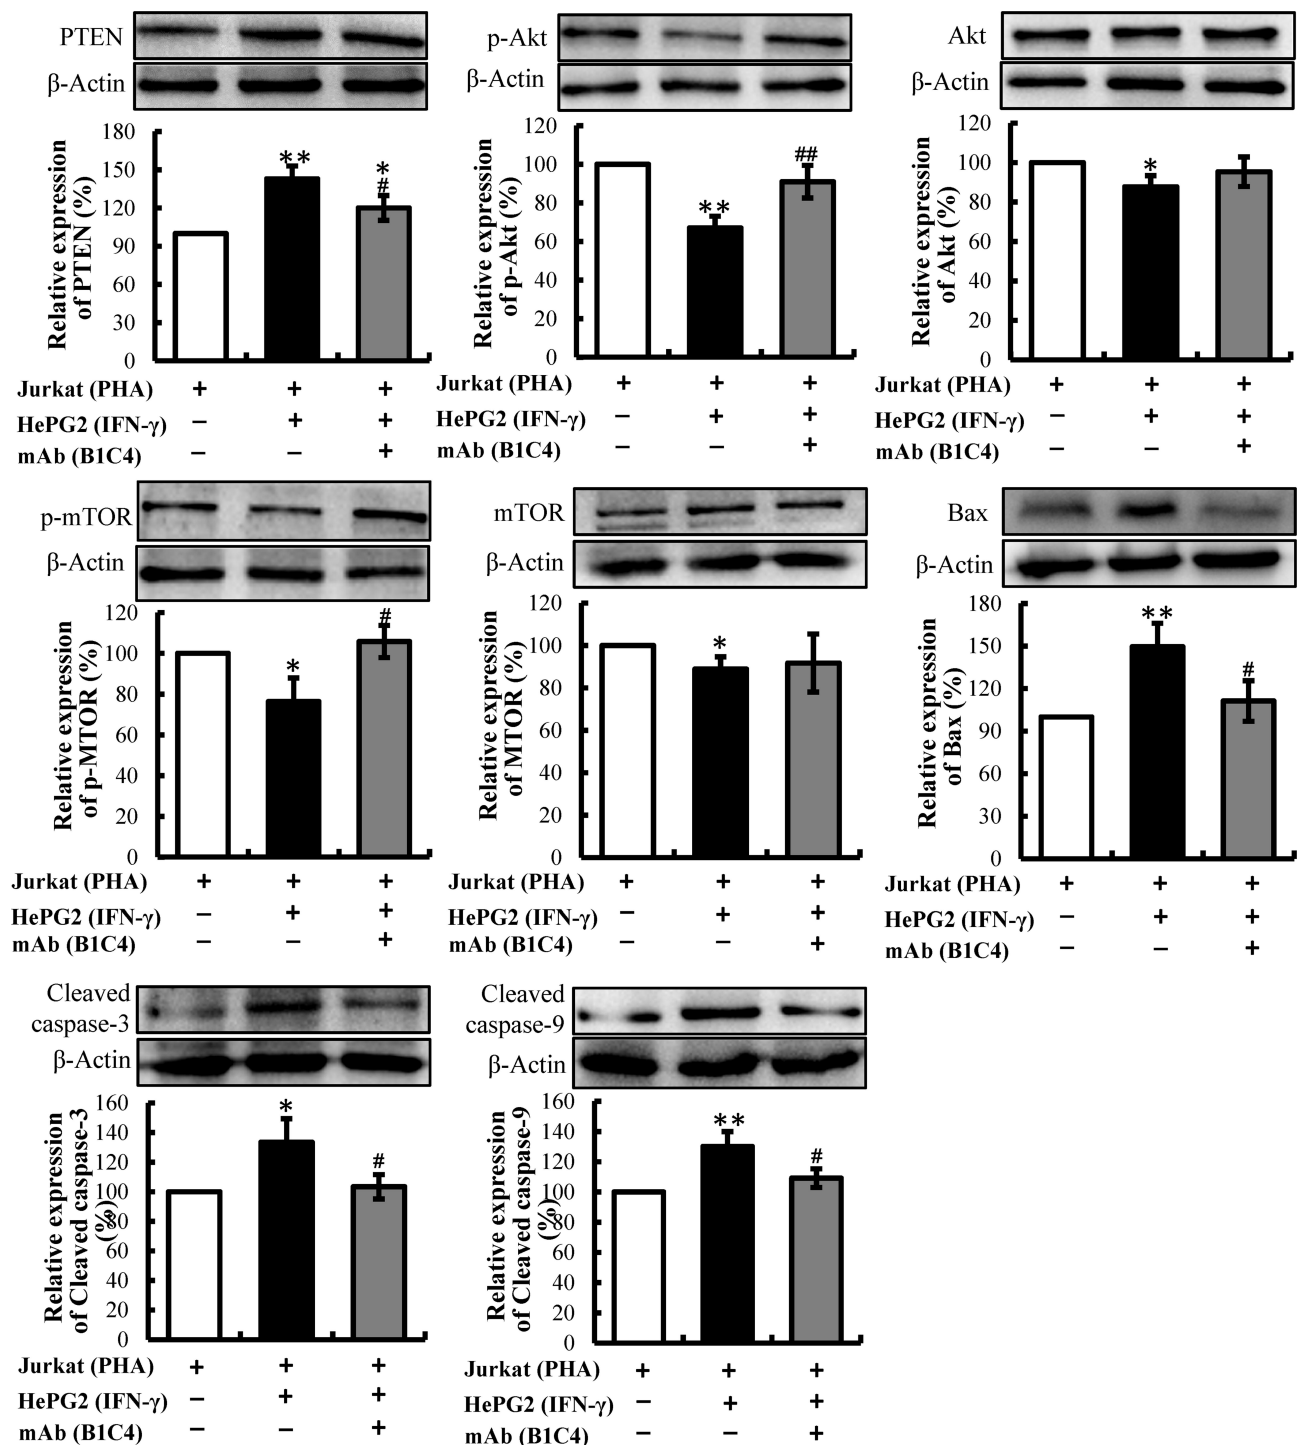 PTEN
β-Actin
180
150
120
90
60
30
0
Relative expression
of PTEN (%)
**
*
#
Jurkat (PHA) + + +
HePG2 (IFN-γ) – + +
mAb (B1C4) – – +
p-Akt
β-Actin
120
100
80
60
40
20
0
Relative expression
of p-Akt (%)
**
##
Jurkat (PHA) + + +
HePG2 (IFN-γ) – + +
mAb (B1C4) – – +
Akt
β-Actin
120
100
80
60
40
20
0
Relative expression
of Akt (%)
*
Jurkat (PHA) + + +
HePG2 (IFN-γ) – + +
mAb (B1C4) – – +
p-mTOR
β-Actin
120
100
80
60
40
20
0
Relative expression
of p-MTOR (%)
*
#
Jurkat (PHA) + + +
HePG2 (IFN-γ) – + +
mAb (B1C4) – – +
mTOR
β-Actin
120
100
80
60
40
20
0
Relative expression
of MTOR (%)
*
Jurkat (PHA) + + +
HePG2 (IFN-γ) – + +
mAb (B1C4) – – +
Bax
β-Actin
180
150
120
90
60
30
0
Relative expression
of Bax (%)
**
#
Jurkat (PHA) + + +
HePG2 (IFN-γ) – + +
mAb (B1C4) – – +
Cleaved
caspase-3
β-Actin
160
140
120
100
80
60
40
20
0
Relative expression
of Cleaved caspase-3
(%)
*
#
Jurkat (PHA) + + +
HePG2 (IFN-γ) – + +
mAb (B1C4) – – +
Cleaved
caspase-9
β-Actin
160
140
120
100
80
60
40
20
0
Relative expression
of Cleaved caspase-9
(%)
**
#
Jurkat (PHA) + + +
HePG2 (IFN-γ) – + +
mAb (B1C4) – – +